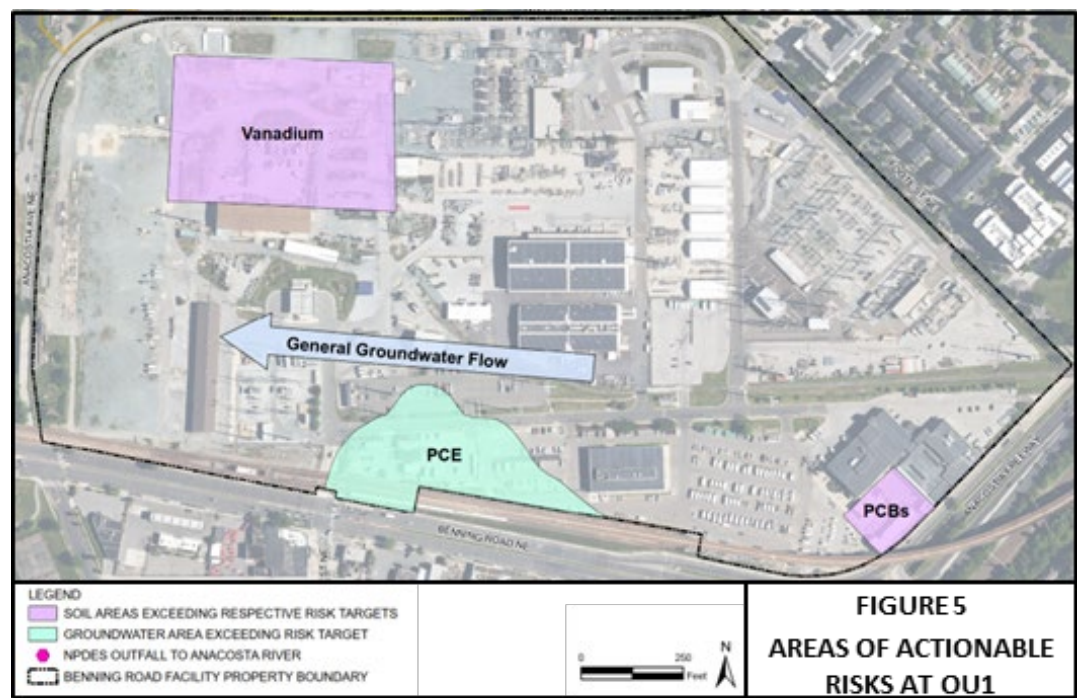 Vanadium
ANACOSTIA AVE NE
General Groundwater Flow
PCE
PCBs
ANACOSTIA FREEWAY
BENNING ROAD NE
LEGEND
SOIL AREAS EXCEEDING RESPECTIVE RISK TARGETS
GROUNDWATER AREA EXCEEDING RISK TARGET
NPDES OUTFALL TO ANACOSTA RIVER
BENNING ROAD FACILITY PROPERTY BOUNDARY
0 250
Feet
N
FIGURE 5
AREAS OF ACTIONABLE
RISKS AT OU1